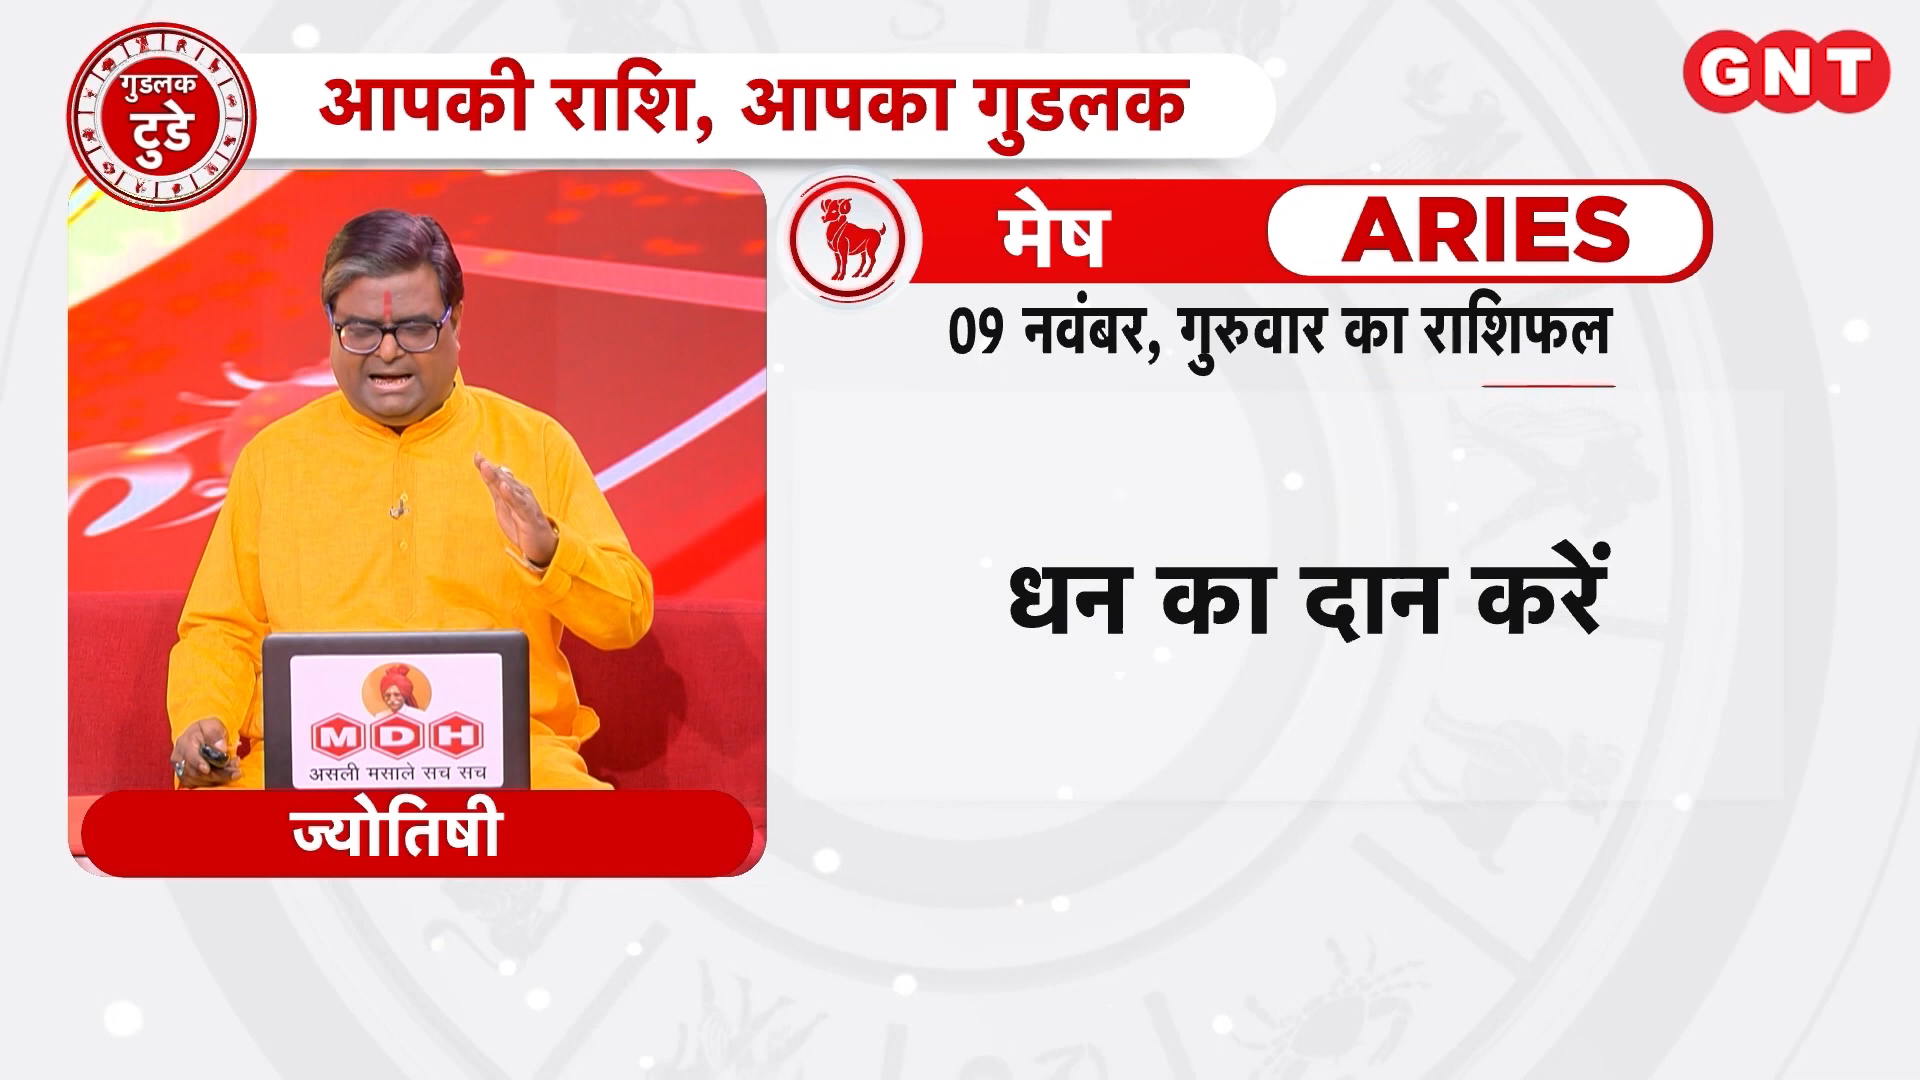 गुडलक
टुडे
आपकी राशि, आपका गुडलक
GNT
मेष
ARIES
09 नवंबर, गुरुवार का राशिफल
धन का दान करें
MDH
असली मसाले सच सच
ज्योतिषी